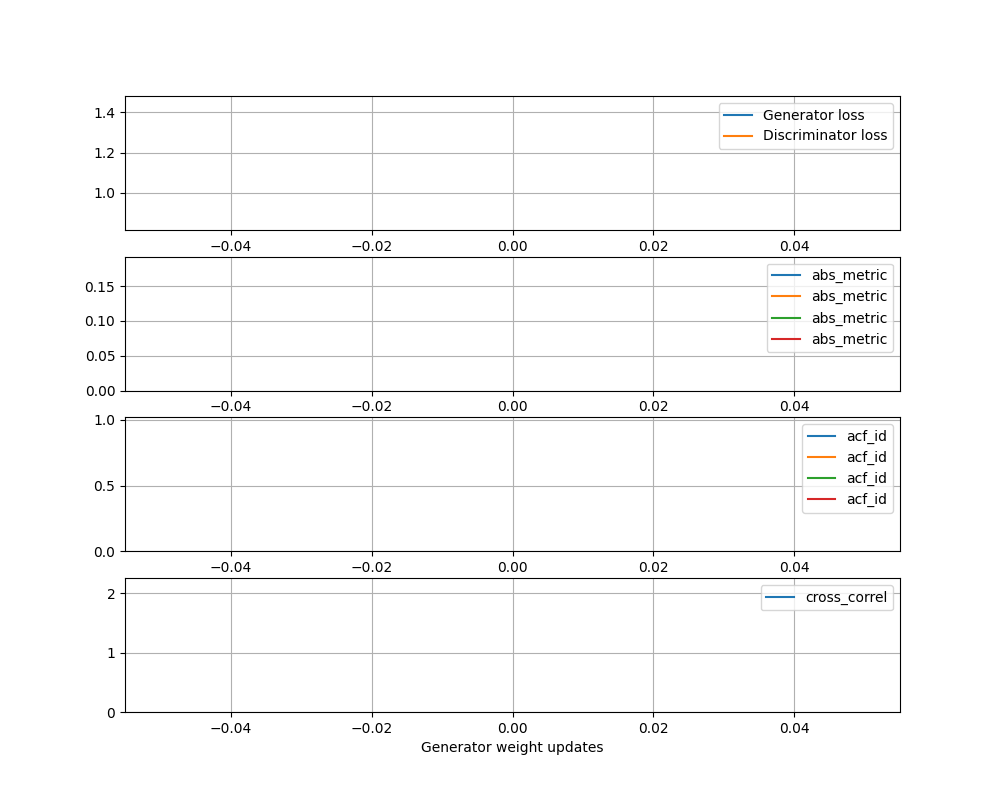 1.4
1.2
1.0
Generator loss
Discriminator loss
−0.04 −0.02 0.00 0.02 0.04
0.15
0.10
0.05
0.00
abs_metric
abs_metric
abs_metric
abs_metric
−0.04 −0.02 0.00 0.02 0.04
1.0
0.5
0.0
acf_id
acf_id
acf_id
acf_id
−0.04 −0.02 0.00 0.02 0.04
2
1
0
cross_correl
−0.04 −0.02 0.00 0.02 0.04
Generator weight updates